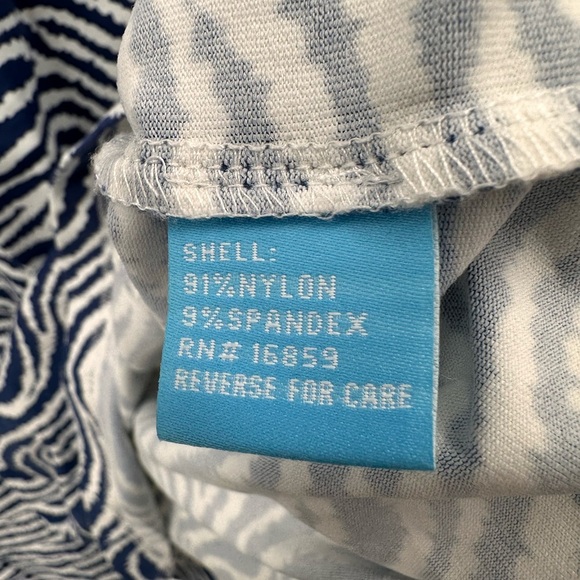 SHELL:
91%NYLON
9%SPANDEX
RN# 16859
REVERSE FOR CARE